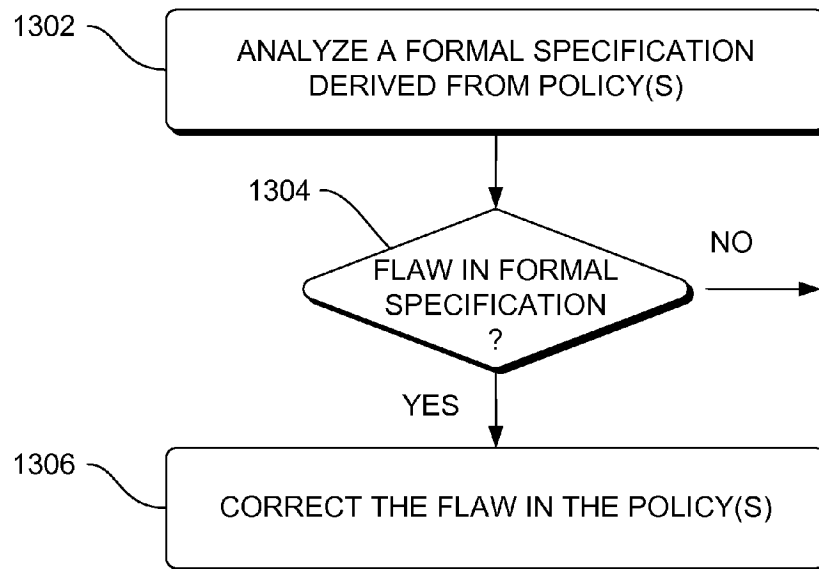 1302
ANALYZE A FORMAL SPECIFICATION
DERIVED FROM POLICY(S)
1304
NO
FLAW IN FORMAL
SPECIFICATION
?
YES
1306
CORRECT THE FLAW IN THE POLICY(S)